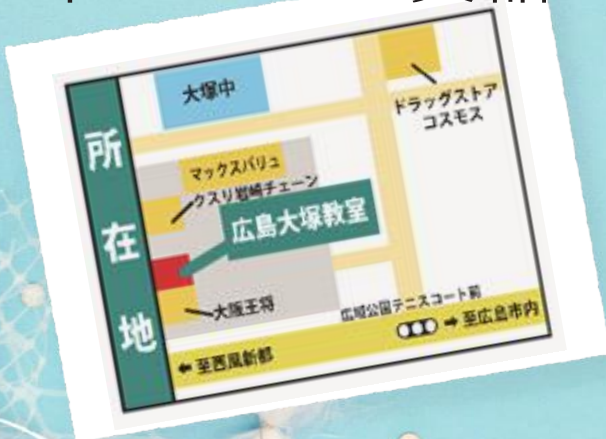 所在地
大塚中
ドラッグストア
コスモス
マックスバリュ
クスリ岩崎チェーン
広島大塚教室
大阪王将
広域公園テニスコート前
← 至西風新都
➡ 至広島市内